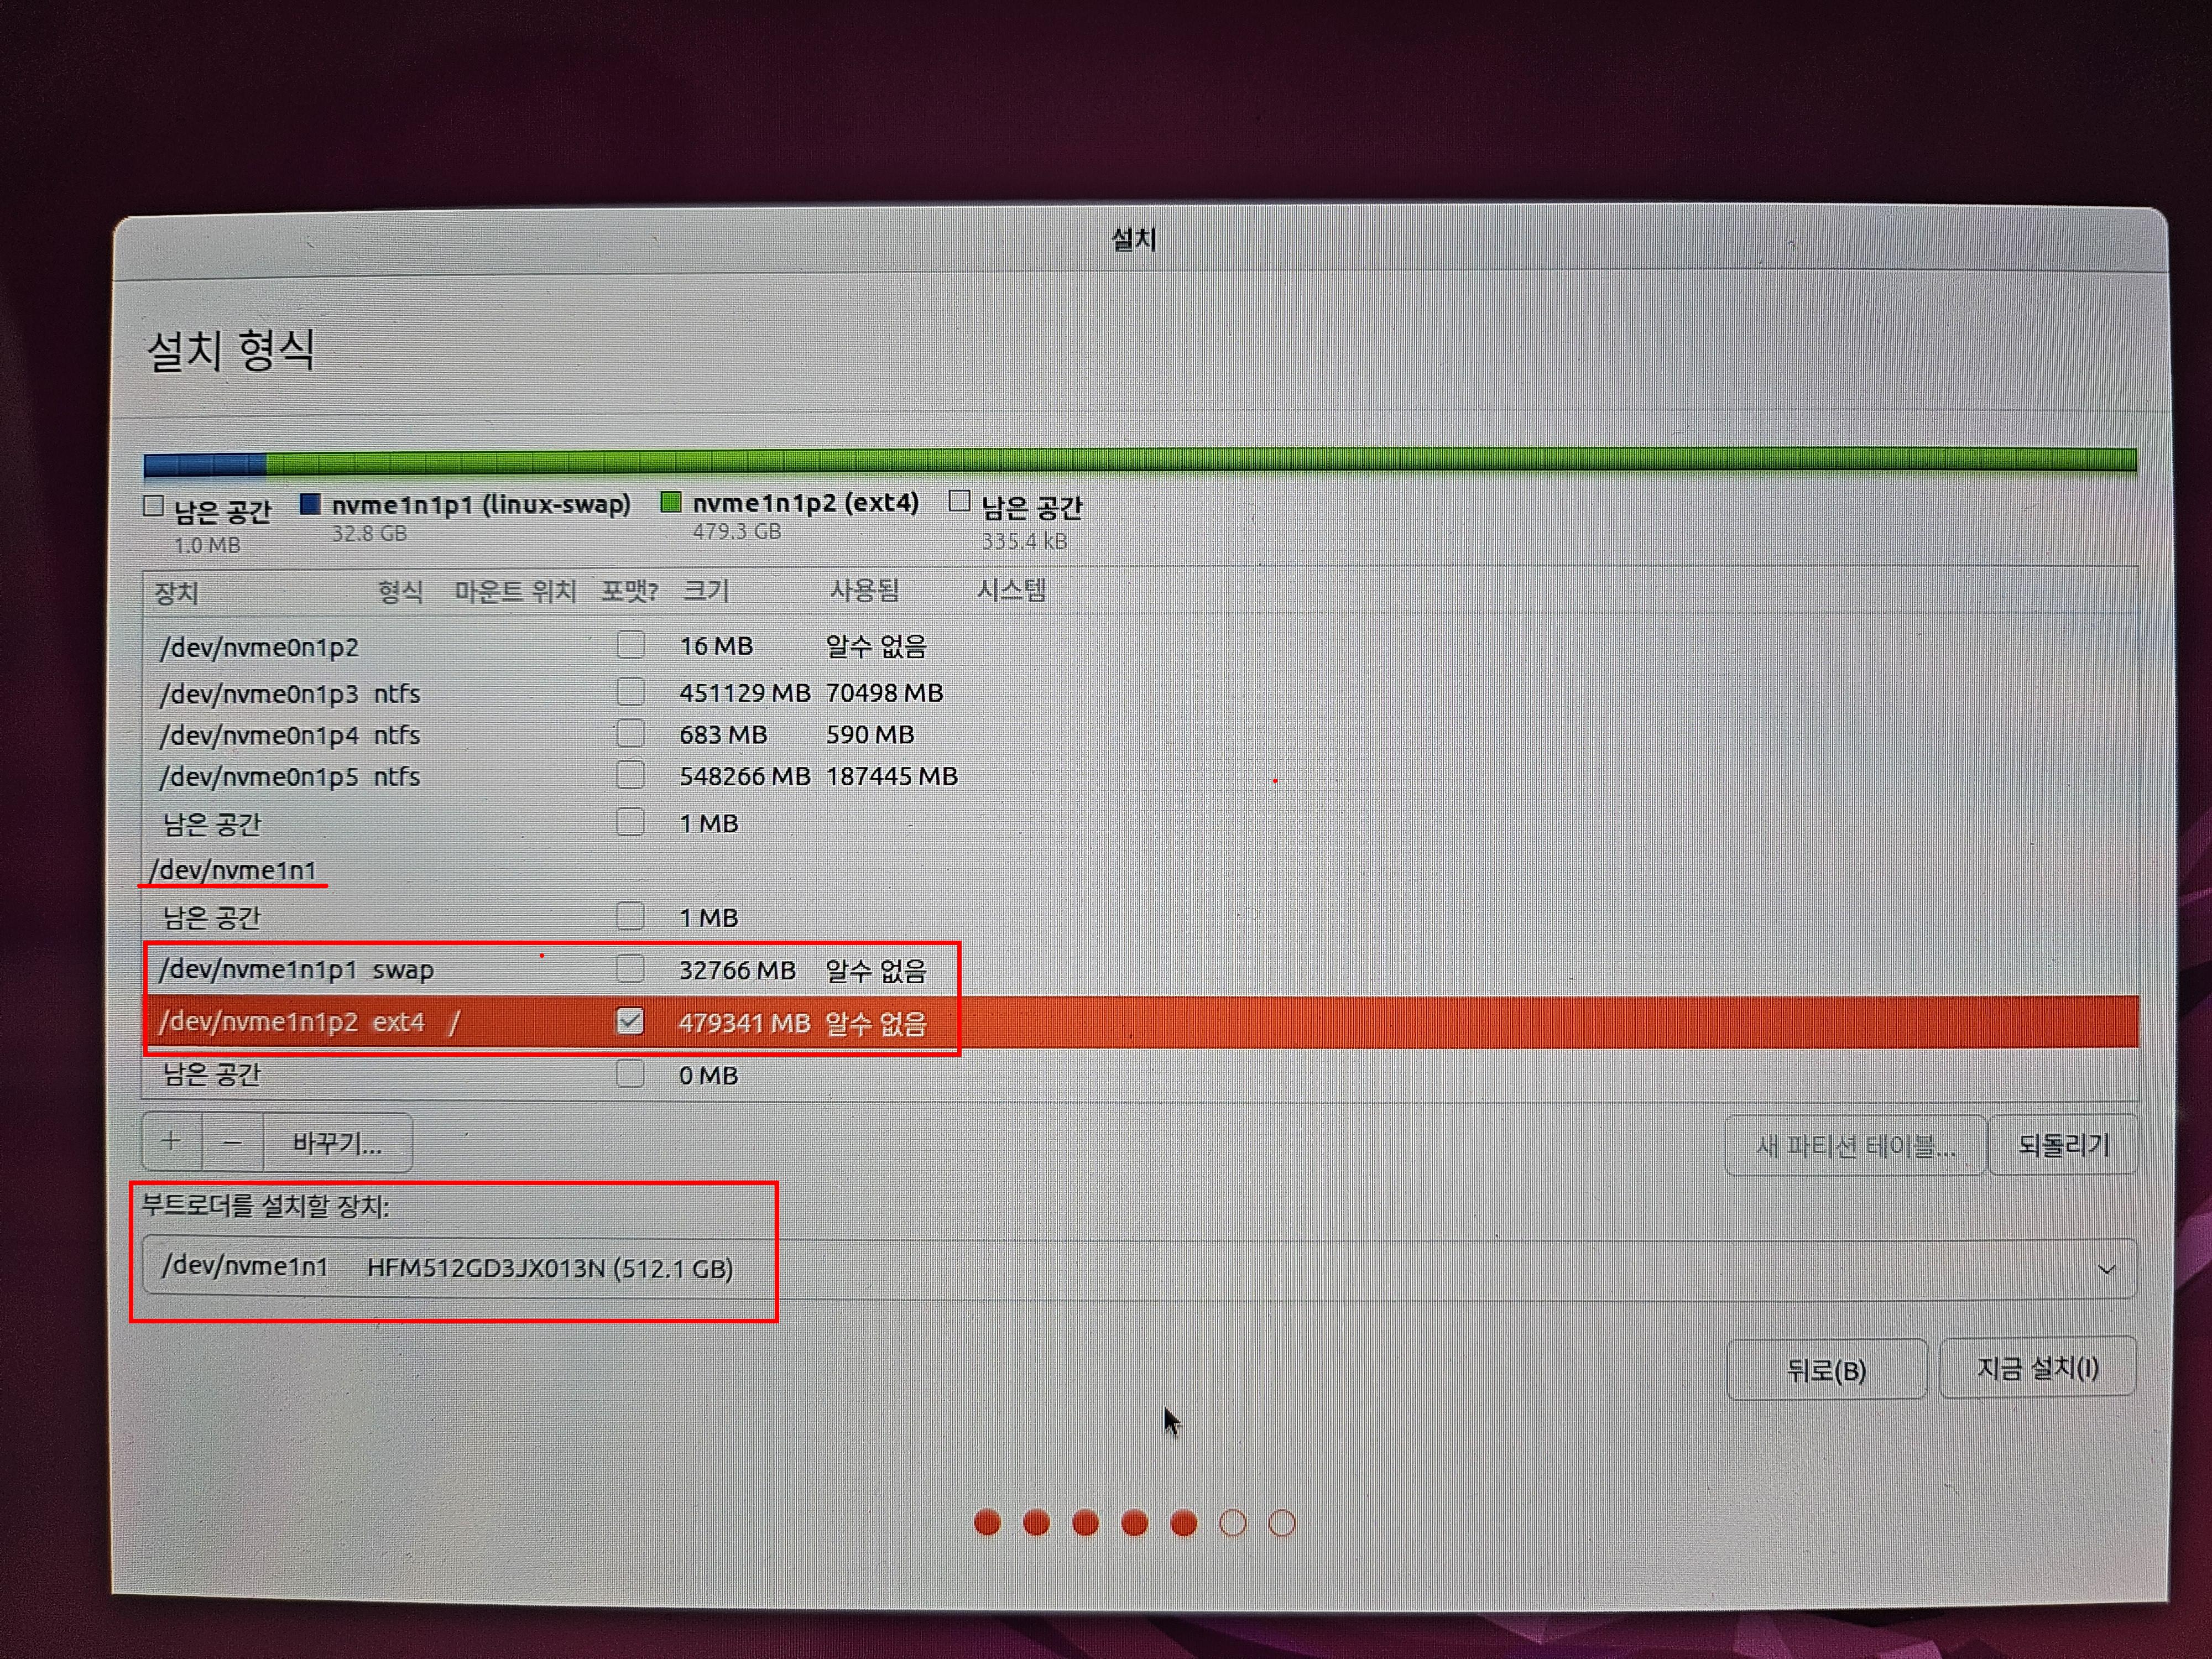 설치
설치 형식
남은 공간 nvme1n1p1 (linux-swap) nvme1n1p2 (ext4) 남은 공간
1.0 MB 32.8 GB 479.3 GB 335.4 kB
장치 형식 마운트 위치 포맷? 크기 사용됨 시스템
/dev/nvme0n1p2 16 MB 알수 없음
/dev/nvme0n1p3 ntfs 451129 MB 70498 MB
/dev/nvme0n1p4 ntfs 683 MB 590 MB
/dev/nvme0n1p5 ntfs 548266 MB 187445 MB
남은 공간 1 MB
/dev/nvme1n1
남은 공간 1 MB
/dev/nvme1n1p1 swap 32766 MB 알수 없음
/dev/nvme1n1p2 ext4 / 479341 MB 알수 없음
남은 공간 0 MB
+ − 바꾸기... 새 파티션 테이블... 되돌리기
부트로더를 설치할 장치:
/dev/nvme1n1 HFM512GD3JX013N (512.1 GB)
뒤로(B) 지금 설치(I)